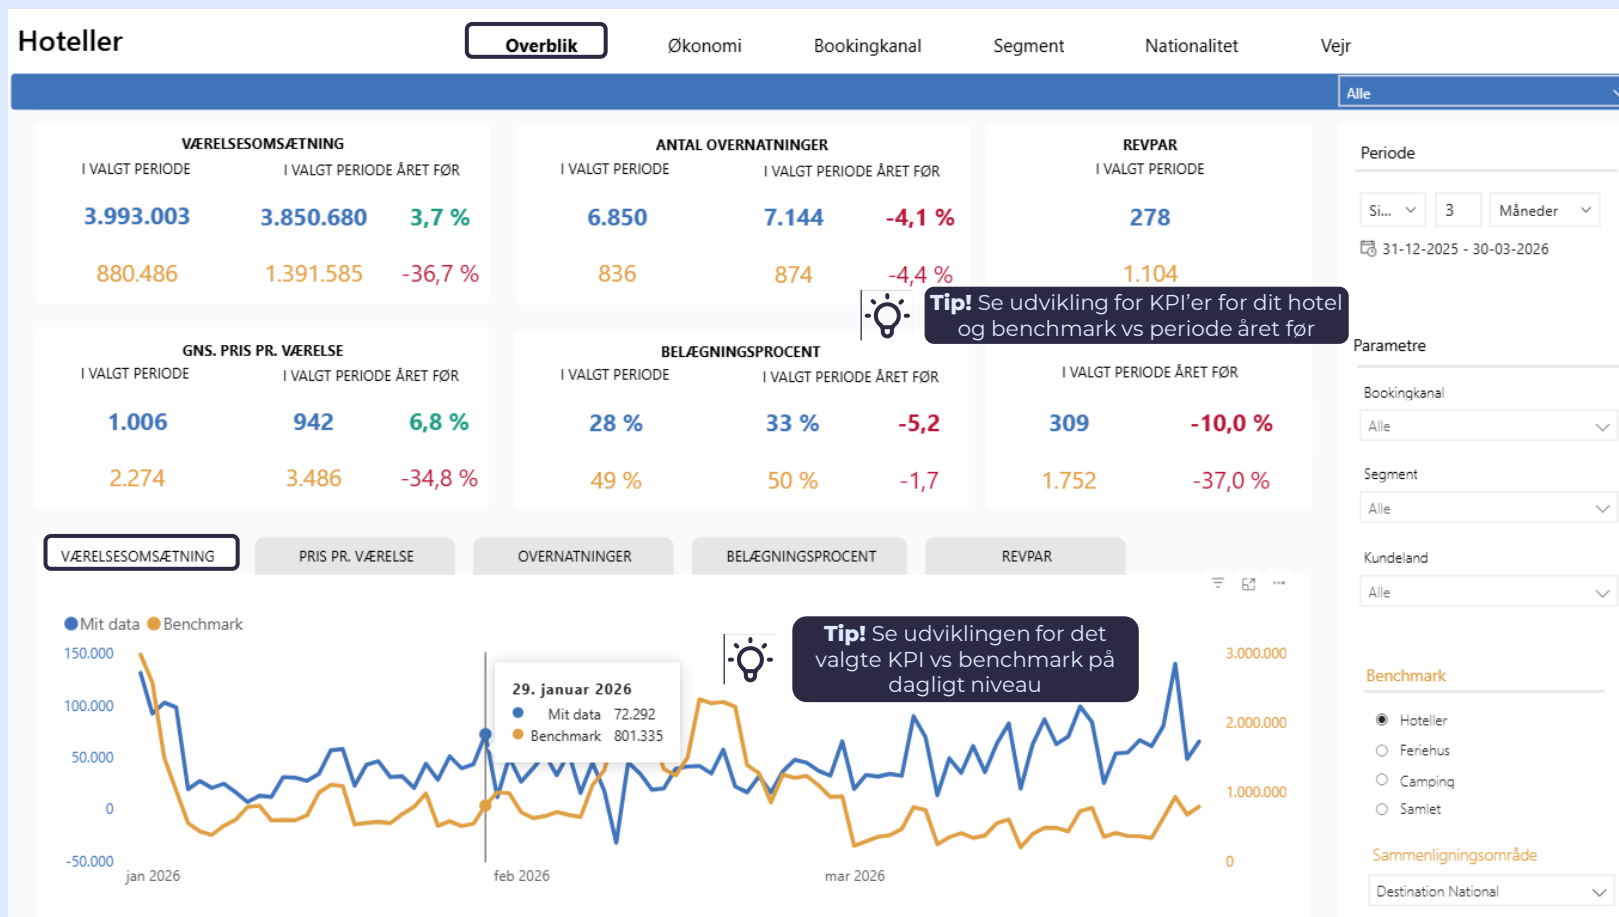 Hoteller
Overblik
Økonomi
Bookingkanal
Segment
Nationalitet
Vejr
Alle
VÆRELSESOMSÆTNING
I VALGT PERIODE
I VALGT PERIODE ÅRET FØR
3.993.003
3.850.680
3,7 %
880.486
1.391.585
-36,7 %
ANTAL OVERNATNINGER
I VALGT PERIODE
I VALGT PERIODE ÅRET FØR
6.850
7.144
-4,1 %
836
874
-4,4 %
REVPAR
I VALGT PERIODE
278
1.104
Tip! Se udvikling for KPI'er for dit hotel
og benchmark vs periode året før
GNS. PRIS PR. VÆRELSE
I VALGT PERIODE
I VALGT PERIODE ÅRET FØR
1.006
942
6,8 %
2.274
3.486
-34,8 %
BELÆGNINGSPROCENT
I VALGT PERIODE
I VALGT PERIODE ÅRET FØR
28 %
33 %
-5,2
49 %
50 %
-1,7
I VALGT PERIODE ÅRET FØR
309
-10,0 %
1.752
-37,0 %
Periode
Si...
3
Måneder
31-12-2025 - 30-03-2026
Parametre
Bookingkanal
Alle
Segment
Alle
Kundeland
Alle
Benchmark
Hoteller
Feriehus
Camping
Samlet
Sammenligningsområde
Destination National
VÆRELSESOMSÆTNING
PRIS PR. VÆRELSE
OVERNATNINGER
BELÆGNINGSPROCENT
REVPAR
Mit data
Benchmark
Tip! Se udviklingen for det
valgte KPI vs benchmark på
dagligt niveau
29. januar 2026
Mit data 72.292
Benchmark 801.335
150.000
100.000
50.000
0
-50.000
3.000.000
2.000.000
1.000.000
0
jan 2026
feb 2026
mar 2026